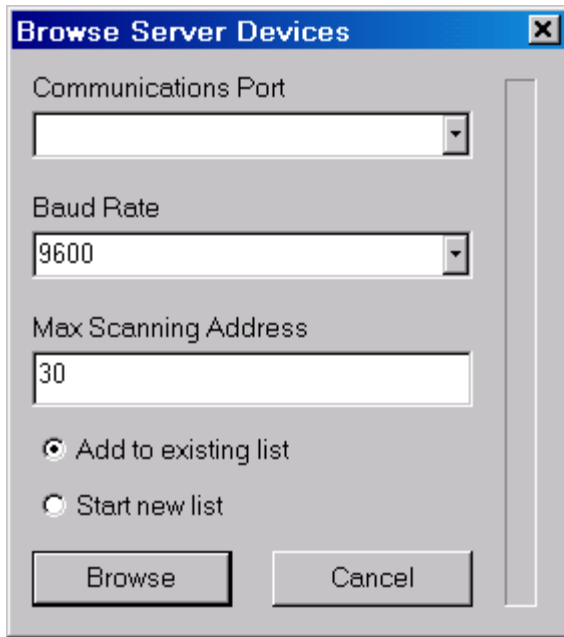 Browse Server Devices
Communications Port
Baud Rate
9600
Max Scanning Address
30
Add to existing list
Start new list
Browse Cancel